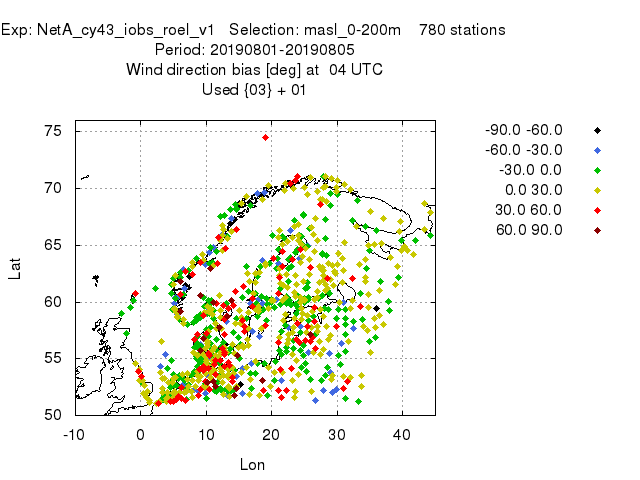 Exp: NetA_cy43_iobs_roel_v1   Selection: masl_0-200m    780 stations
Period: 20190801-20190805
Wind direction bias [deg] at  04 UTC
Used {03} + 01
-90.0 -60.0
-60.0 -30.0
-30.0 0.0
0.0 30.0
30.0 60.0
60.0 90.0
75
70
65
60
55
50
Lat
-10 0 10 20 30 40
Lon